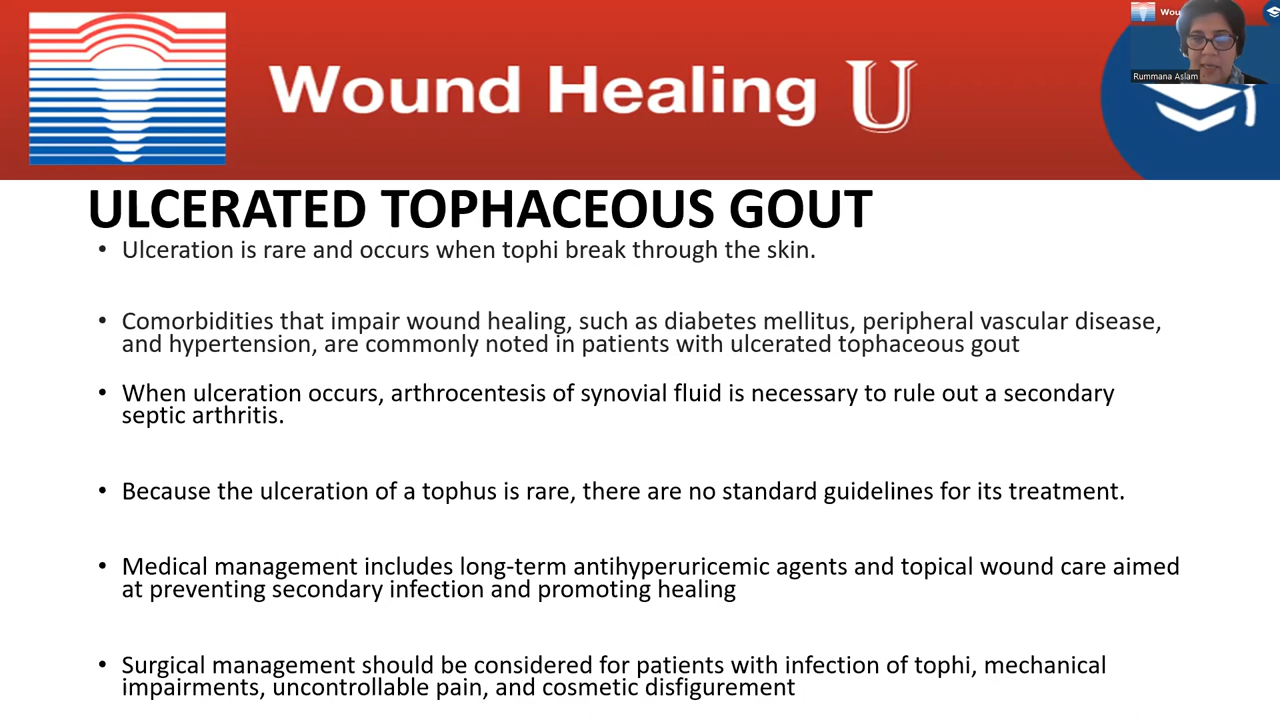 Wou
Rummana Aslam
Wound Healing U
ULCERATED TOPHACEOUS GOUT
• Ulceration is rare and occurs when tophi break through the skin.
• Comorbidities that impair wound healing, such as diabetes mellitus, peripheral vascular disease,
and hypertension, are commonly noted in patients with ulcerated tophaceous gout
• When ulceration occurs, arthrocentesis of synovial fluid is necessary to rule out a secondary
septic arthritis.
• Because the ulceration of a tophus is rare, there are no standard guidelines for its treatment.
• Medical management includes long-term antihyperuricemic agents and topical wound care aimed
at preventing secondary infection and promoting healing
• Surgical management should be considered for patients with infection of tophi, mechanical
impairments, uncontrollable pain, and cosmetic disfigurement